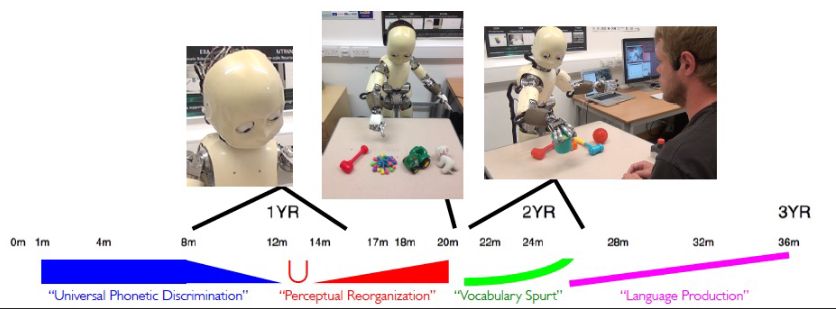 1YR 2YR 3YR
0m 1m 4m 8m 12m 14m 17m 18m 20m 22m 24m 28m 32m 36m
“Universal Phonetic Discrimination” “Perceptual Reorganization” “Vocabulary Spurt” “Language Production”